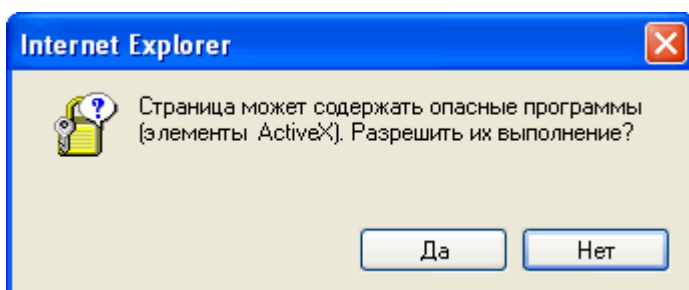 Internet Explorer
Страница может содержать опасные программы
(элементы ActiveX). Разрешить их выполнение?
Да
Нет